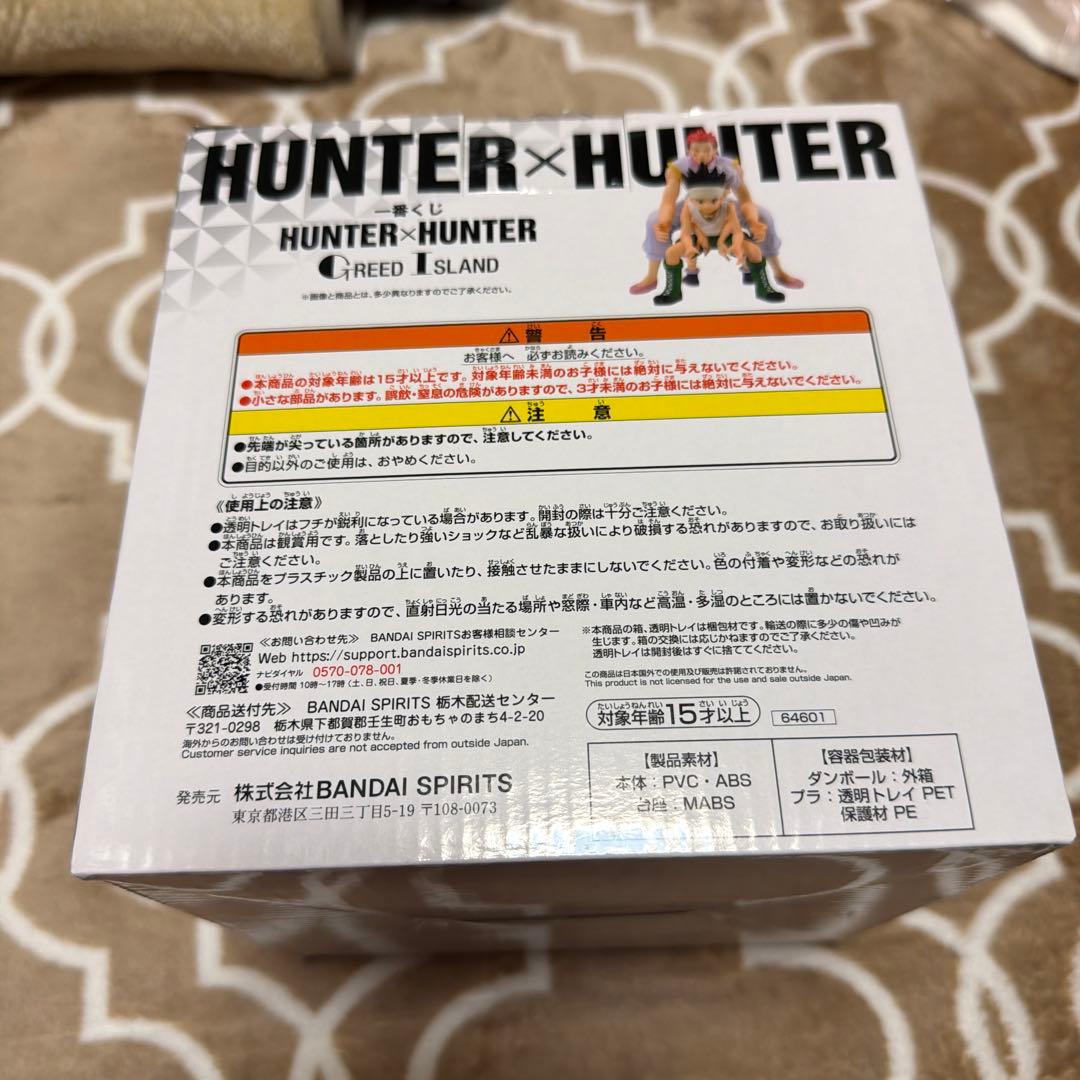 HUNTER×HUNTER
一番くじ
HUNTER×HUNTER
GREED ISLAND
※画像と商品とは、多少異なりますのでご了承ください。
⚠警告
お客様へ 必ずお読みください。
●本商品の対象年齢は15才以上です。対象年齢未満のお子様には絶対に与えないでください。
●小さな部品があります。誤飲・窒息の危険がありますので、3才未満のお子様には絶対に与えないでください。
⚠注意
●先端が尖っている箇所がありますので、注意してください。
●目的以外のご使用は、おやめください。
《使用上の注意》
●透明トレイはフチが鋭利になっている場合があります。開封の際は十分ご注意ください。
●本商品は観賞用です。落としたり強いショックなど乱暴な扱いにより破損する恐れがありますので、お取り扱いには
ご注意ください。
●本商品をプラスチック製品の上に置いたり、接触させたままにしないでください。色の付着や変形などの恐れが
あります。
●変形する恐れがありますので、直射日光の当たる場所や窓際・車内など高温・多湿のところには置かないでください。
≪お問い合わせ先≫ BANDAI SPIRITSお客様相談センター
Web https://support.bandaispirits.co.jp
ナビダイヤル 0570-078-001
●受付時間 10時～17時(土、日、祝日、夏季・冬季休業日を除く)
≪商品送付先≫ BANDAI SPIRITS 栃木配送センター
〒321-0298 栃木県下都賀郡壬生町おもちゃのまち4-2-20
海外からのお問い合わせは受け付けておりません。
Customer service inquiries are not accepted from outside Japan.
発売元 株式会社BANDAI SPIRITS
東京都港区三田三丁目5-19 〒108-0073
※本商品の箱、透明トレイは梱包材です。輸送の際に多少の傷や凹みが
生じます。箱の交換には応じかねますのでご了承ください。
透明トレイは開封後はすぐに捨ててください。
この商品は日本国外での使用及び販売は許諾されておりません。
This product is not licensed for the use and sale outside Japan.
対象年齢15才以上
64601
【製品素材】
本体：PVC・ABS
台座：MABS
【容器包装材】
ダンボール：外箱
プラ：透明トレイ PET
保護材 PE